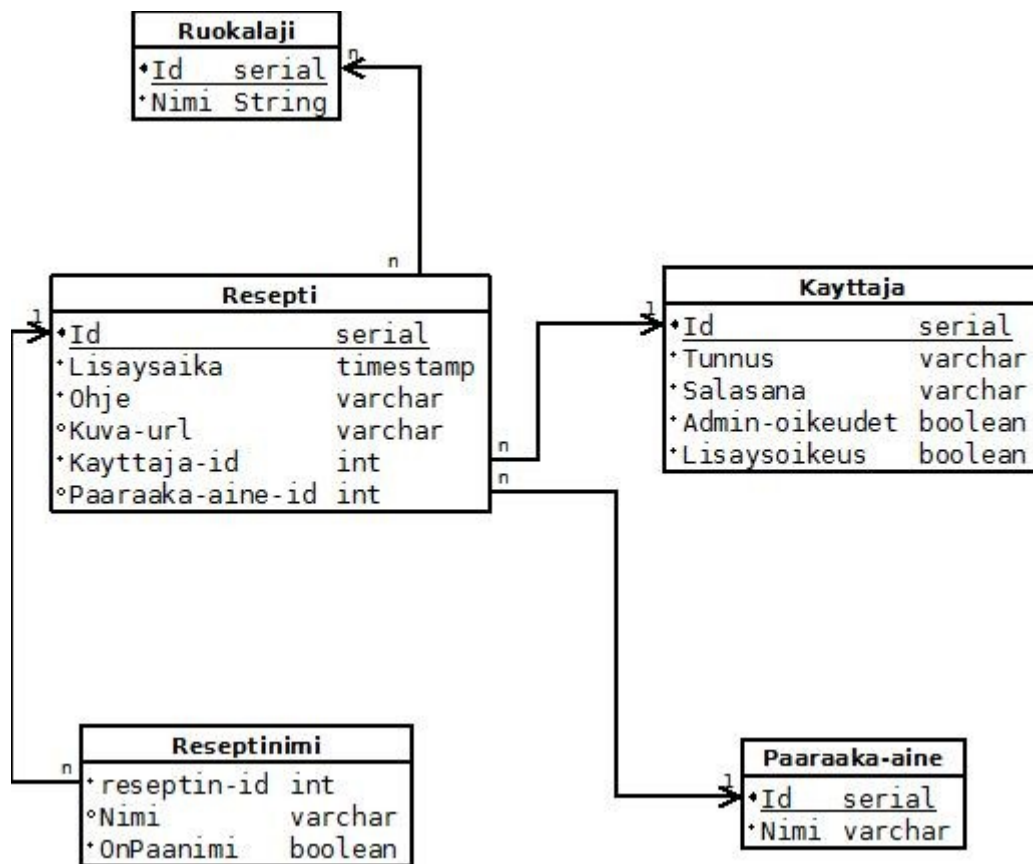 Ruokalaji
n
Id serial
Nimi String
n
Resepti
1
Id serial
Lisaysaika timestamp
Ohje varchar
Kuva-url varchar
Kayttaja-id int
Paaraaka-aine-id int
n
n
Kayttaja
1
Id serial
Tunnus varchar
Salasana varchar
Admin-oikeudet boolean
Lisaysoikeus boolean
Reseptinimi
n
reseptin-id int
Nimi varchar
OnPaanimi boolean
Paaraaka-aine
1
Id serial
Nimi varchar